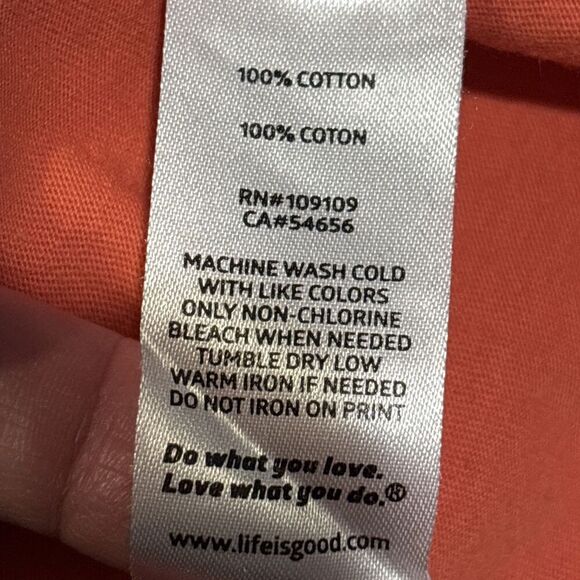 100% COTTON
100% COTON
RN#109109
CA#54656
MACHINE WASH COLD
WITH LIKE COLORS
ONLY NON-CHLORINE
BLEACH WHEN NEEDED
TUMBLE DRY LOW
WARM IRON IF NEEDED
DO NOT IRON ON PRINT
Do what you love.
Love what you do.®
www.lifeisgood.com